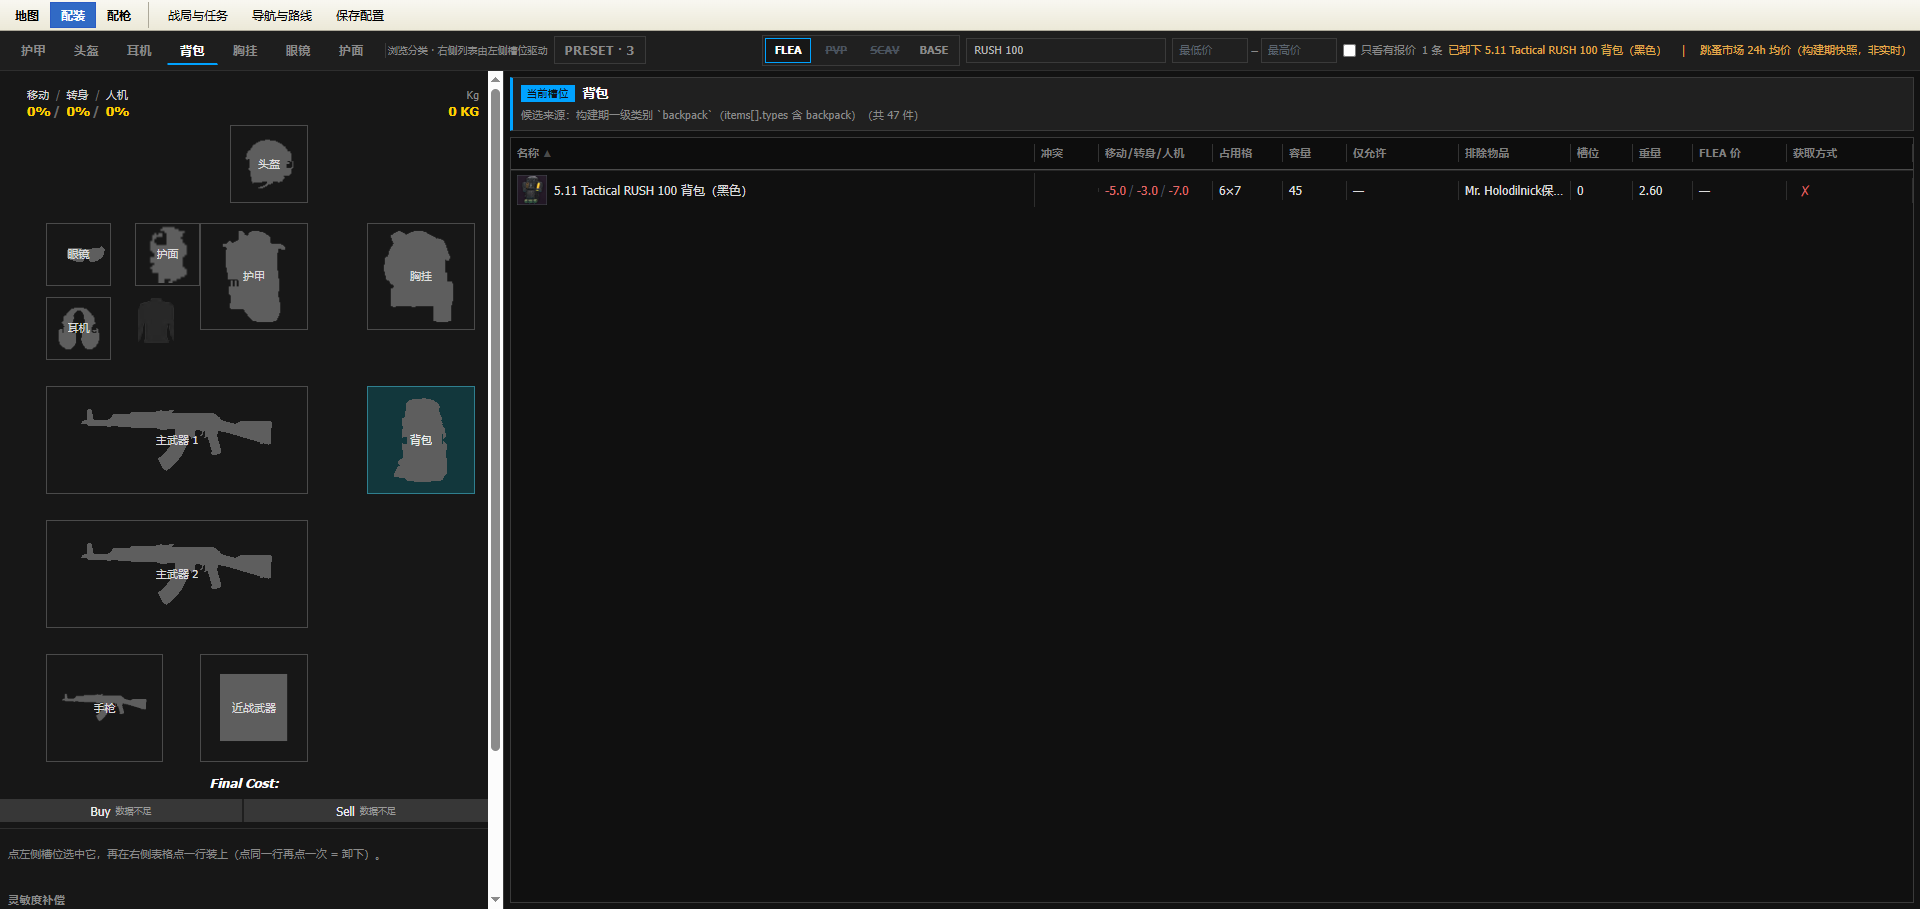 地图 配装 配枪 战局与任务 导航与路线 保存配置
护甲 头盔 耳机 背包 胸挂 眼镜 护面 浏览分类 · 右侧列表由左侧槽位驱动 PRESET · 3 FLEA PVP SCAV BASE RUSH 100 最低价 – 最高价 只看有报价 1 条 已卸下 5.11 Tactical RUSH 100 背包（黑色） | 跳蚤市场 24h 均价（构建期快照，非实时）
移动 / 转身 / 人机 Kg
0% / 0% / 0% 0 KG
头盔
眼镜 护面 护甲 胸挂
耳机
主武器 1 背包
主武器 2
手枪 近战武器
Final Cost:
Buy 数据不足 Sell 数据不足
点左侧槽位选中它，再在右侧表格点一行装上（点同一行再点一次 = 卸下）。
灵敏度补偿
当前槽位 背包
候选来源：构建期一级类别 `backpack`（items[].types 含 backpack） （共 47 件）
名称 ▲ 冲突 移动/转身/人机 占用格 容量 仅允许 排除物品 槽位 重量 FLEA 价 获取方式
5.11 Tactical RUSH 100 背包（黑色） -5.0 / -3.0 / -7.0 6×7 45 — Mr. Holodilnick保... 0 2.60 — ✗